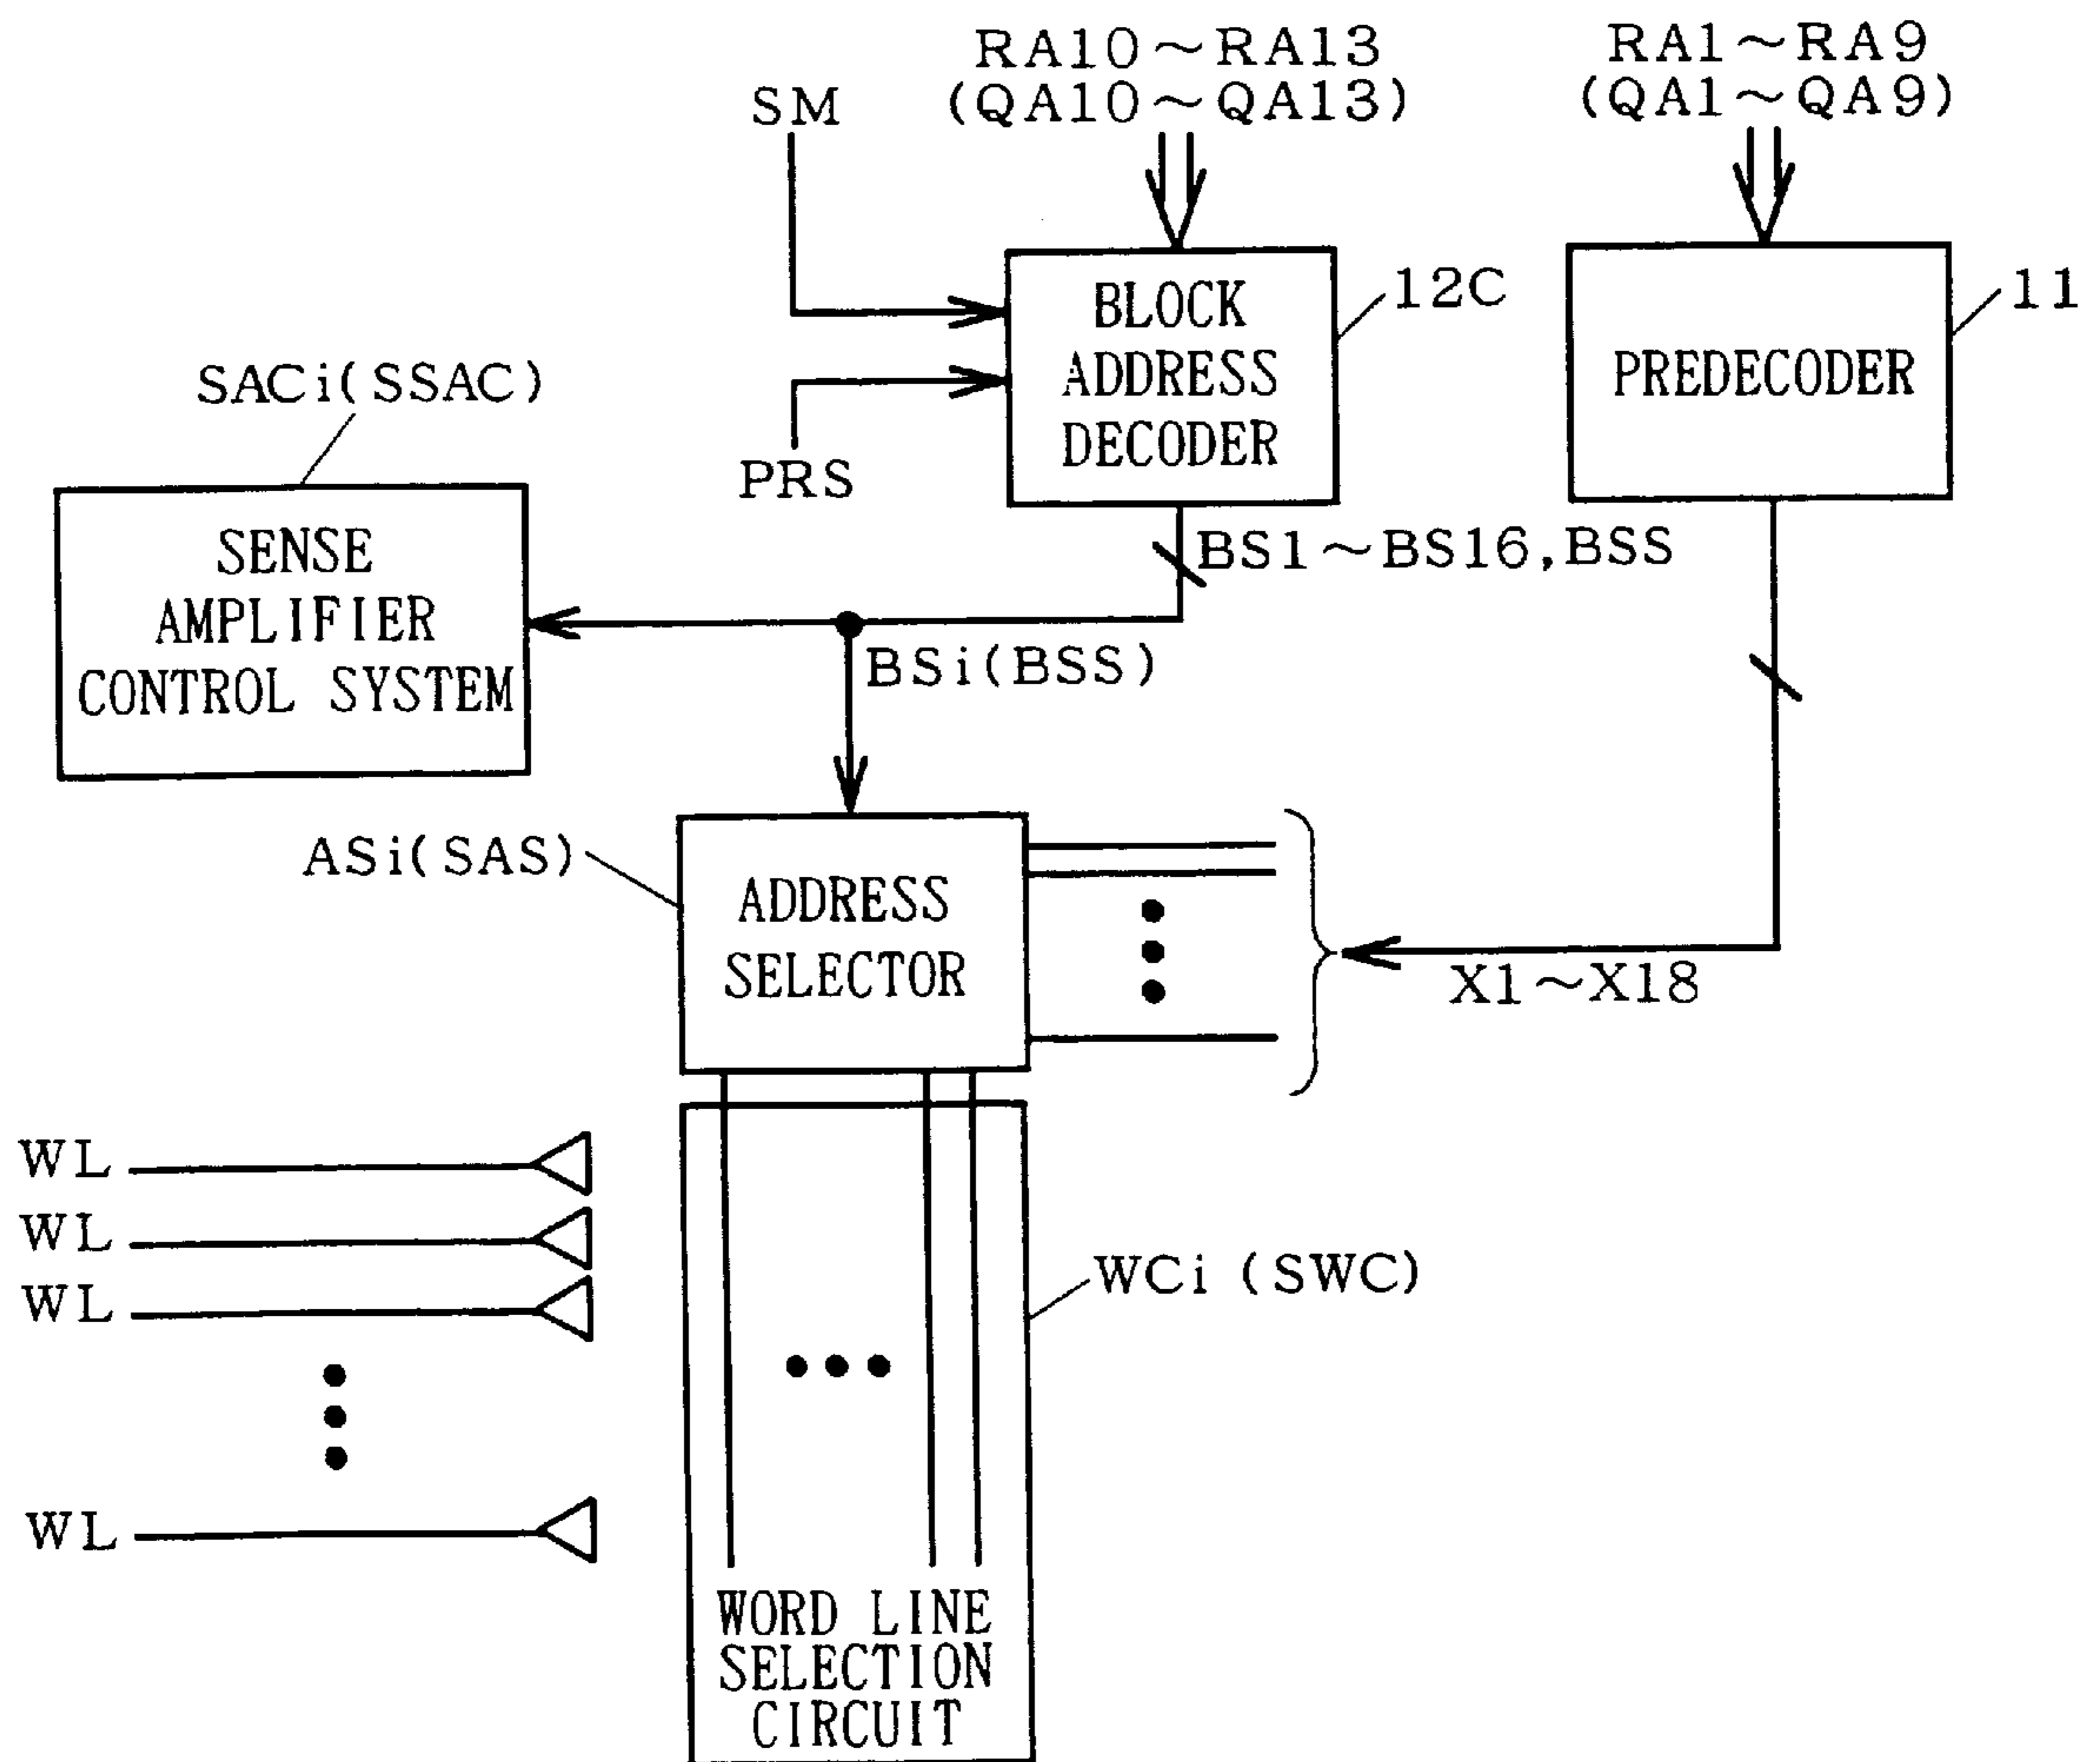 RA10~RA13
(QA10~QA13)
RA1~RA9
(QA1~QA9)
SM
BLOCK
ADDRESS
DECODER
12C
PREDECODER
11
PRS
SACi(SSAC)
SENSE
AMPLIFIER
CONTROL SYSTEM
BS1~BS16,BSS
BSi(BSS)
ASi(SAS)
ADDRESS
SELECTOR
X1~X18
WL
WL
WL
WL
WCi (SWC)
WORD LINE
SELECTION
CIRCUIT